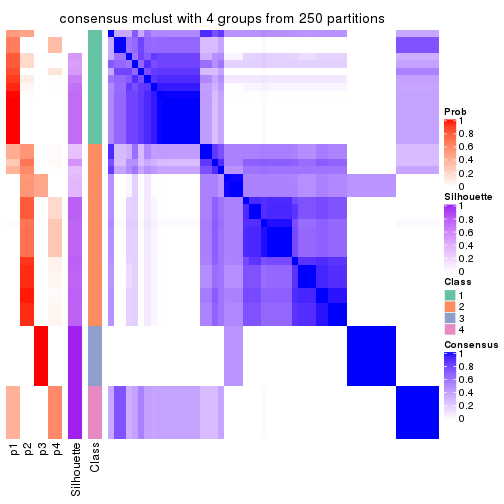 consensus mclust with 4 groups from 250 partitions
Prob
1
0.8
0.6
0.4
0.2
0
Silhouette
1
0.8
0.6
0.4
0.2
0
Class
1
2
3
4
Consensus
1
0.8
0.6
0.4
0.2
0
p1
p2
p3
p4
Silhouette
Class